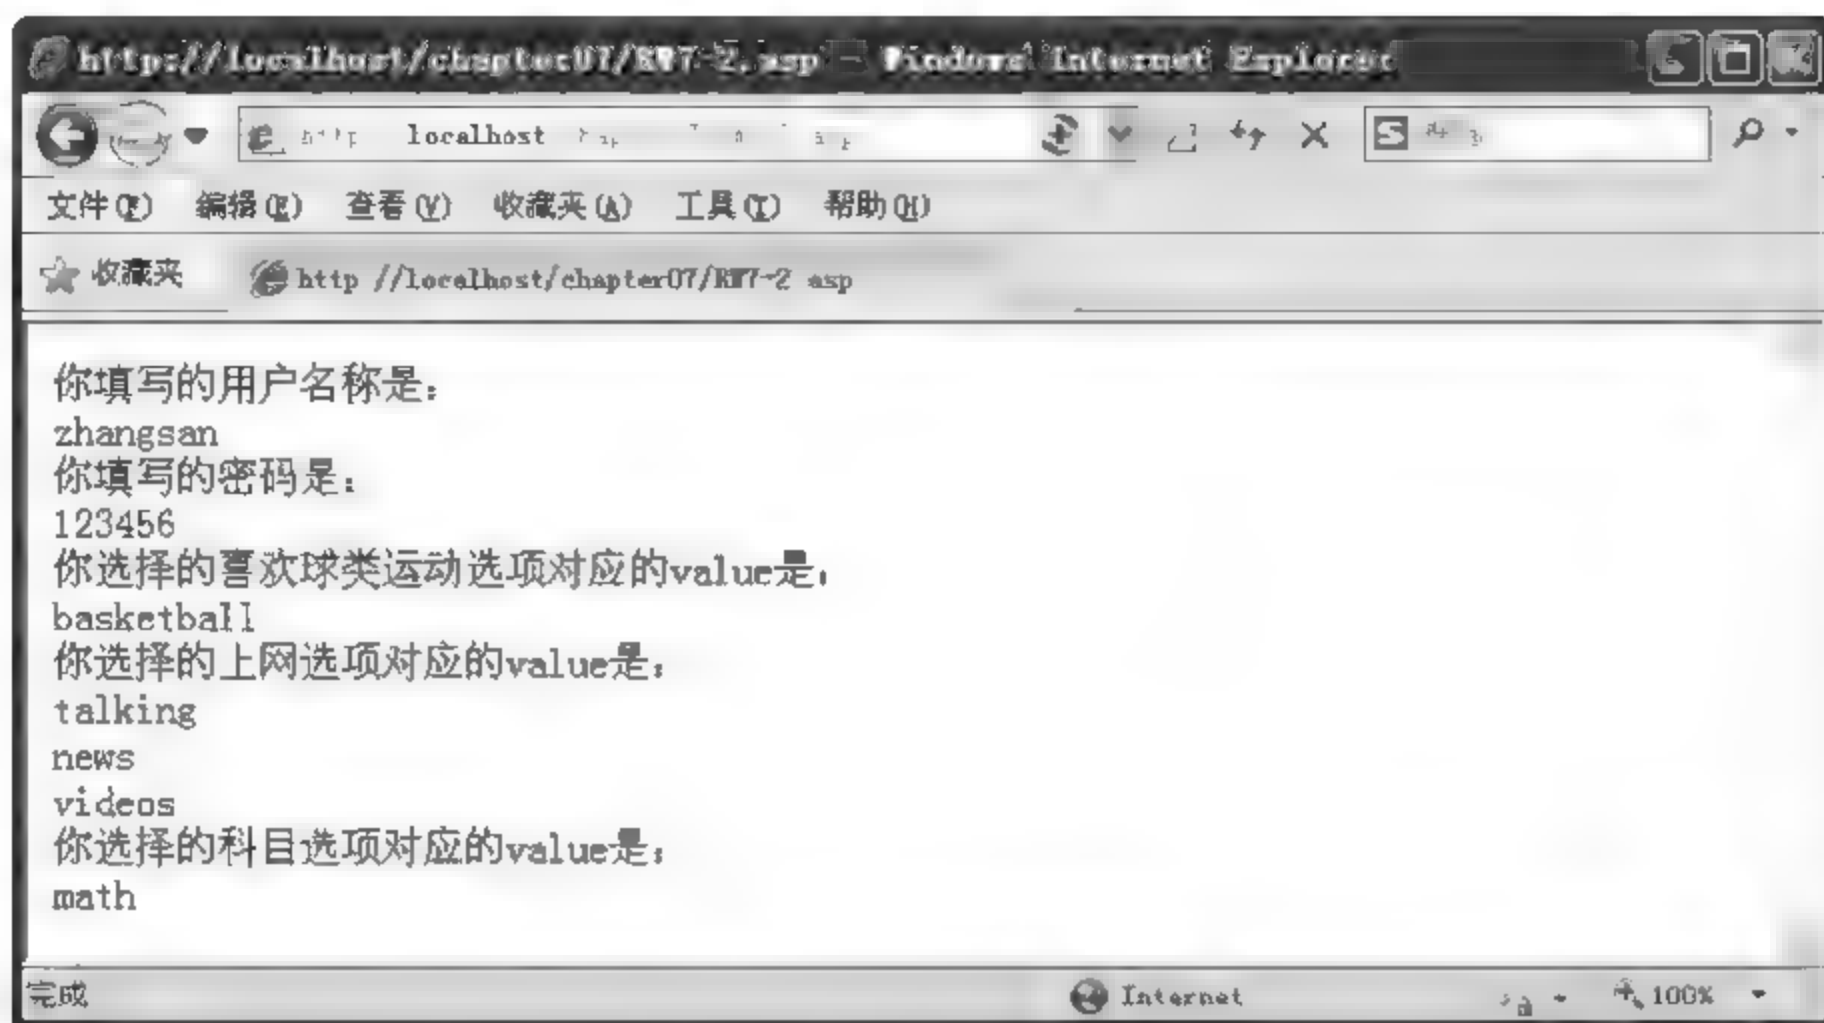 http://localhost/chapter07/RW7-2.asp - Windows Internet Explorer
localhost
文件(F) 编辑(E) 查看(V) 收藏夹(A) 工具(T) 帮助(H)
收藏夹 http //localhost/chapter07/RW7-2 asp
你填写的用户名称是：
zhangsan
你填写的密码是：
123456
你选择的喜欢球类运动选项对应的value是：
basketball
你选择的上网选项对应的value是：
talking
news
videos
你选择的科目选项对应的value是：
math
完成 Internet 100%